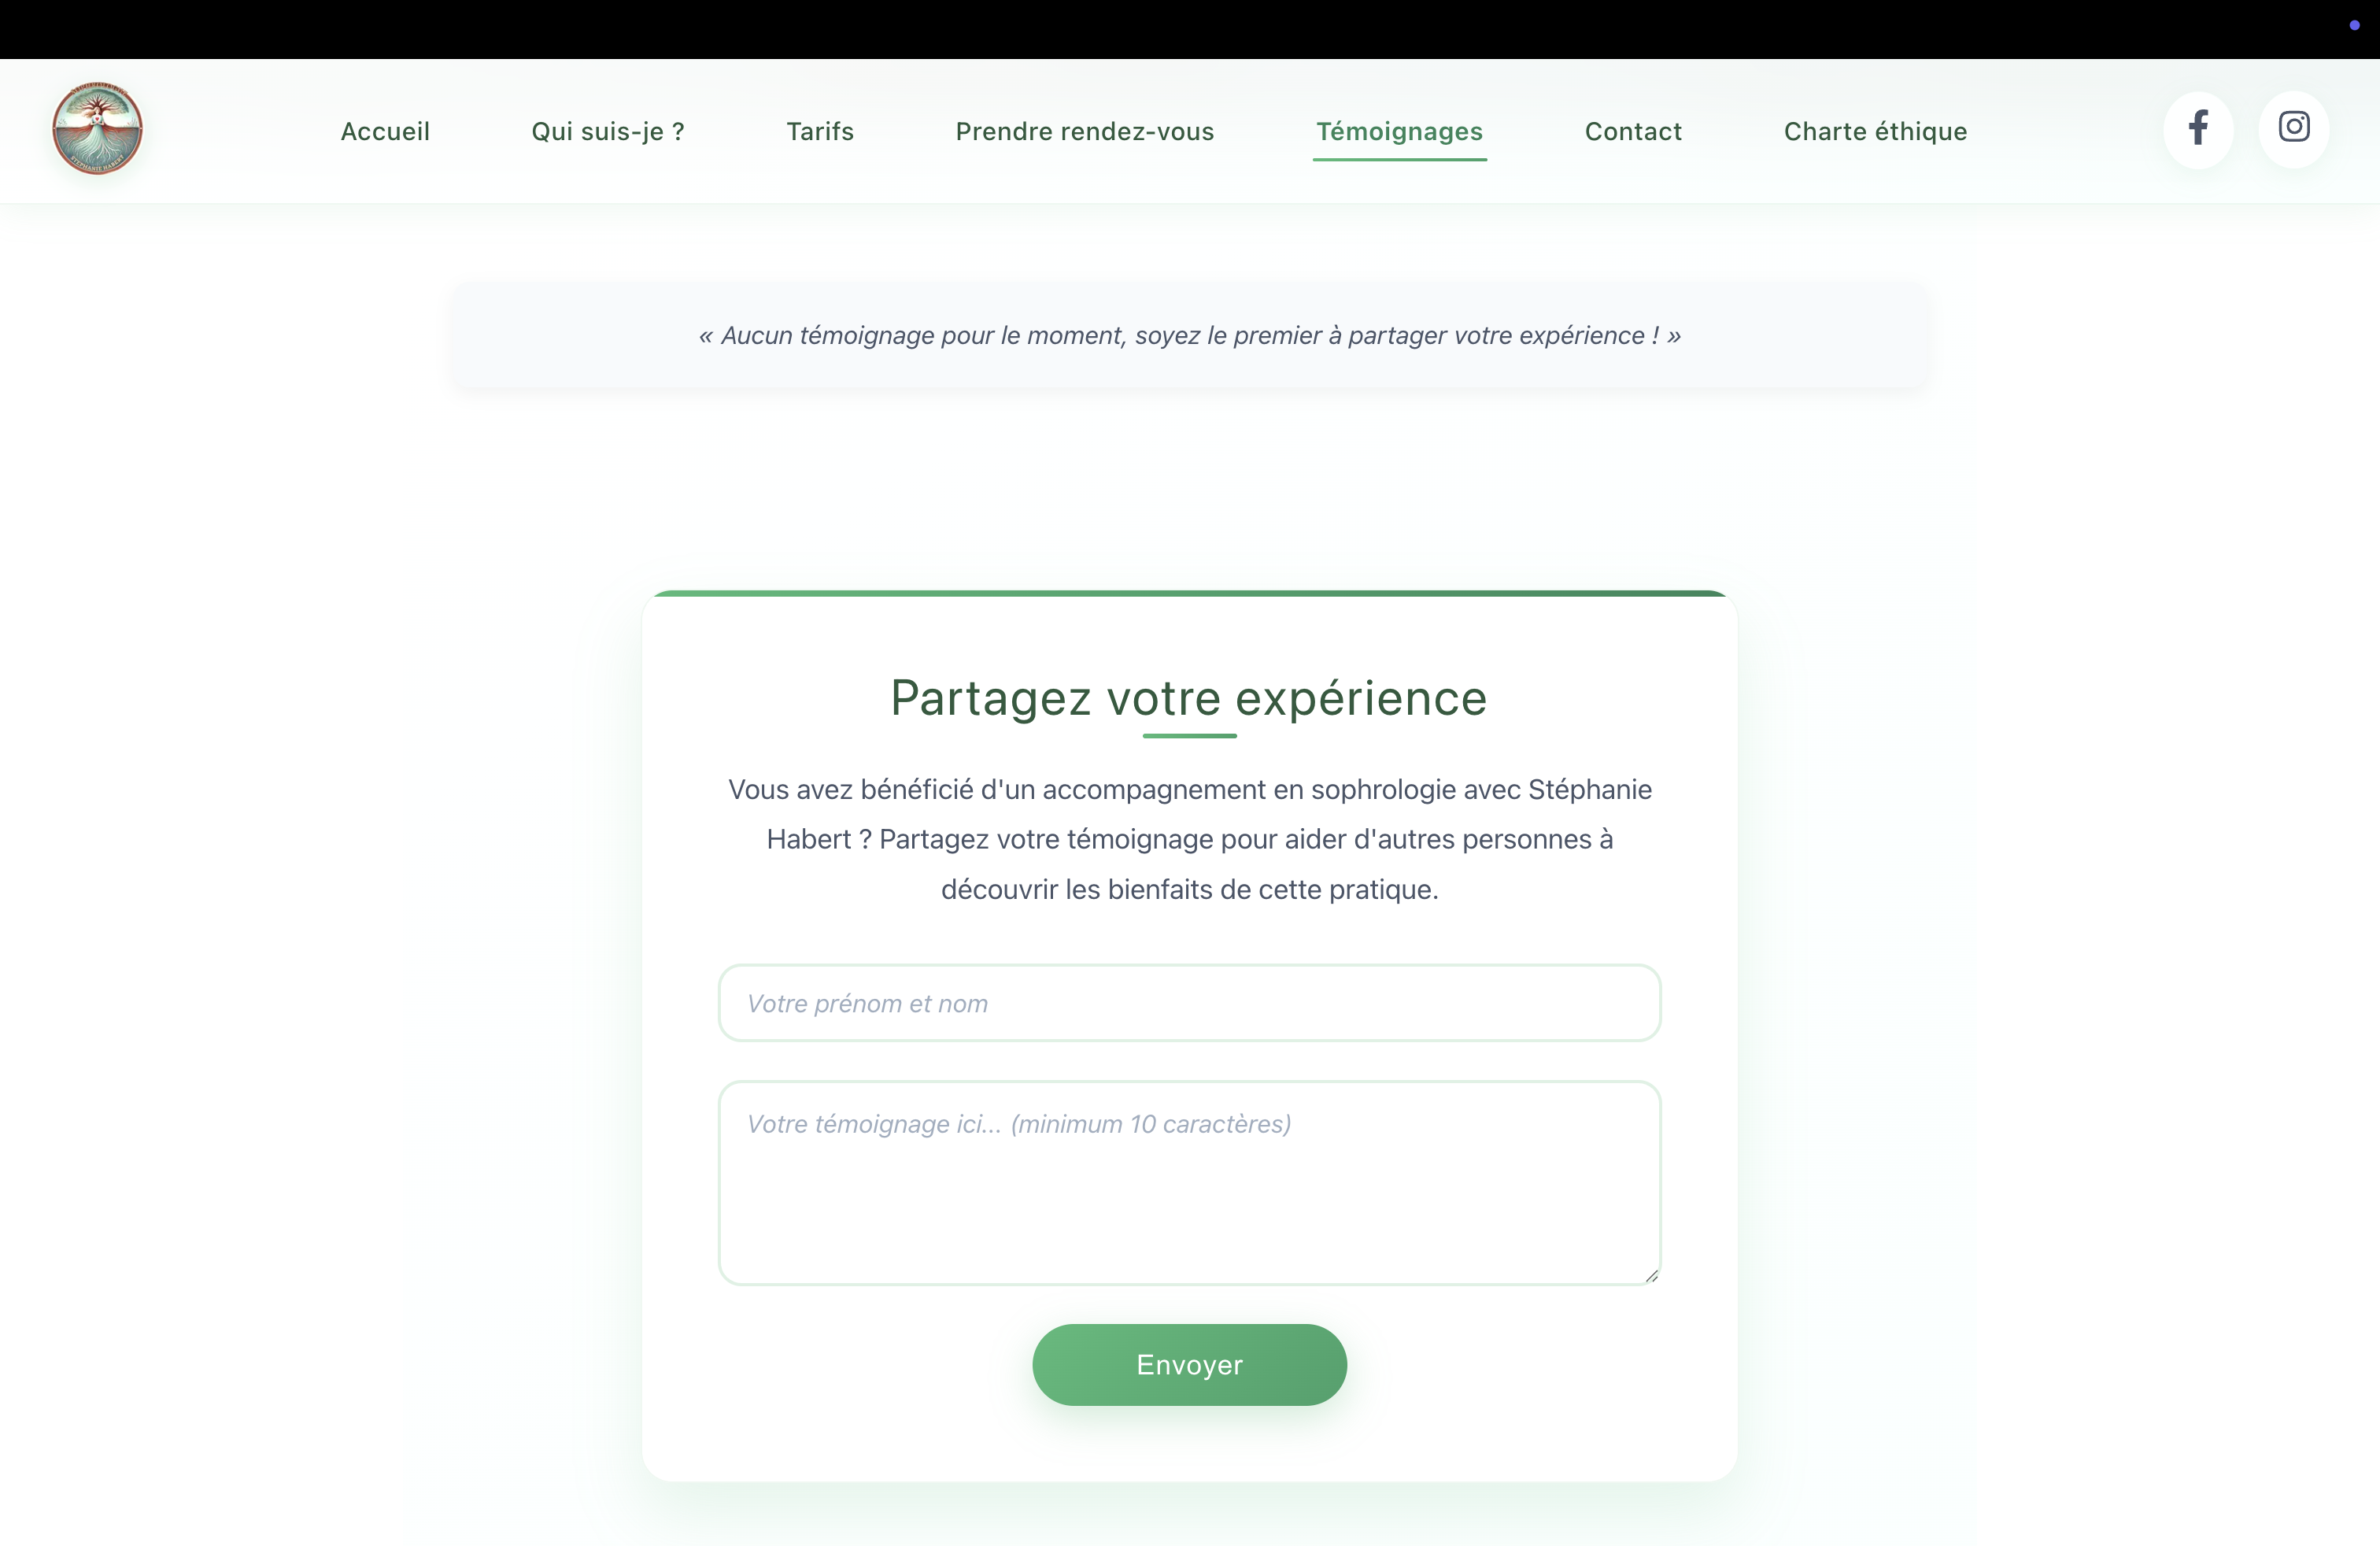 Accueil
Qui suis-je ?
Tarifs
Prendre rendez-vous
Témoignages
Contact
Charte éthique
STÉPHANIE HABERT
« Aucun témoignage pour le moment, soyez le premier à partager votre expérience ! »
Partagez votre expérience
Vous avez bénéficié d'un accompagnement en sophrologie avec Stéphanie
Habert ? Partagez votre témoignage pour aider d'autres personnes à
découvrir les bienfaits de cette pratique.
Votre prénom et nom
Votre témoignage ici... (minimum 10 caractères)
Envoyer